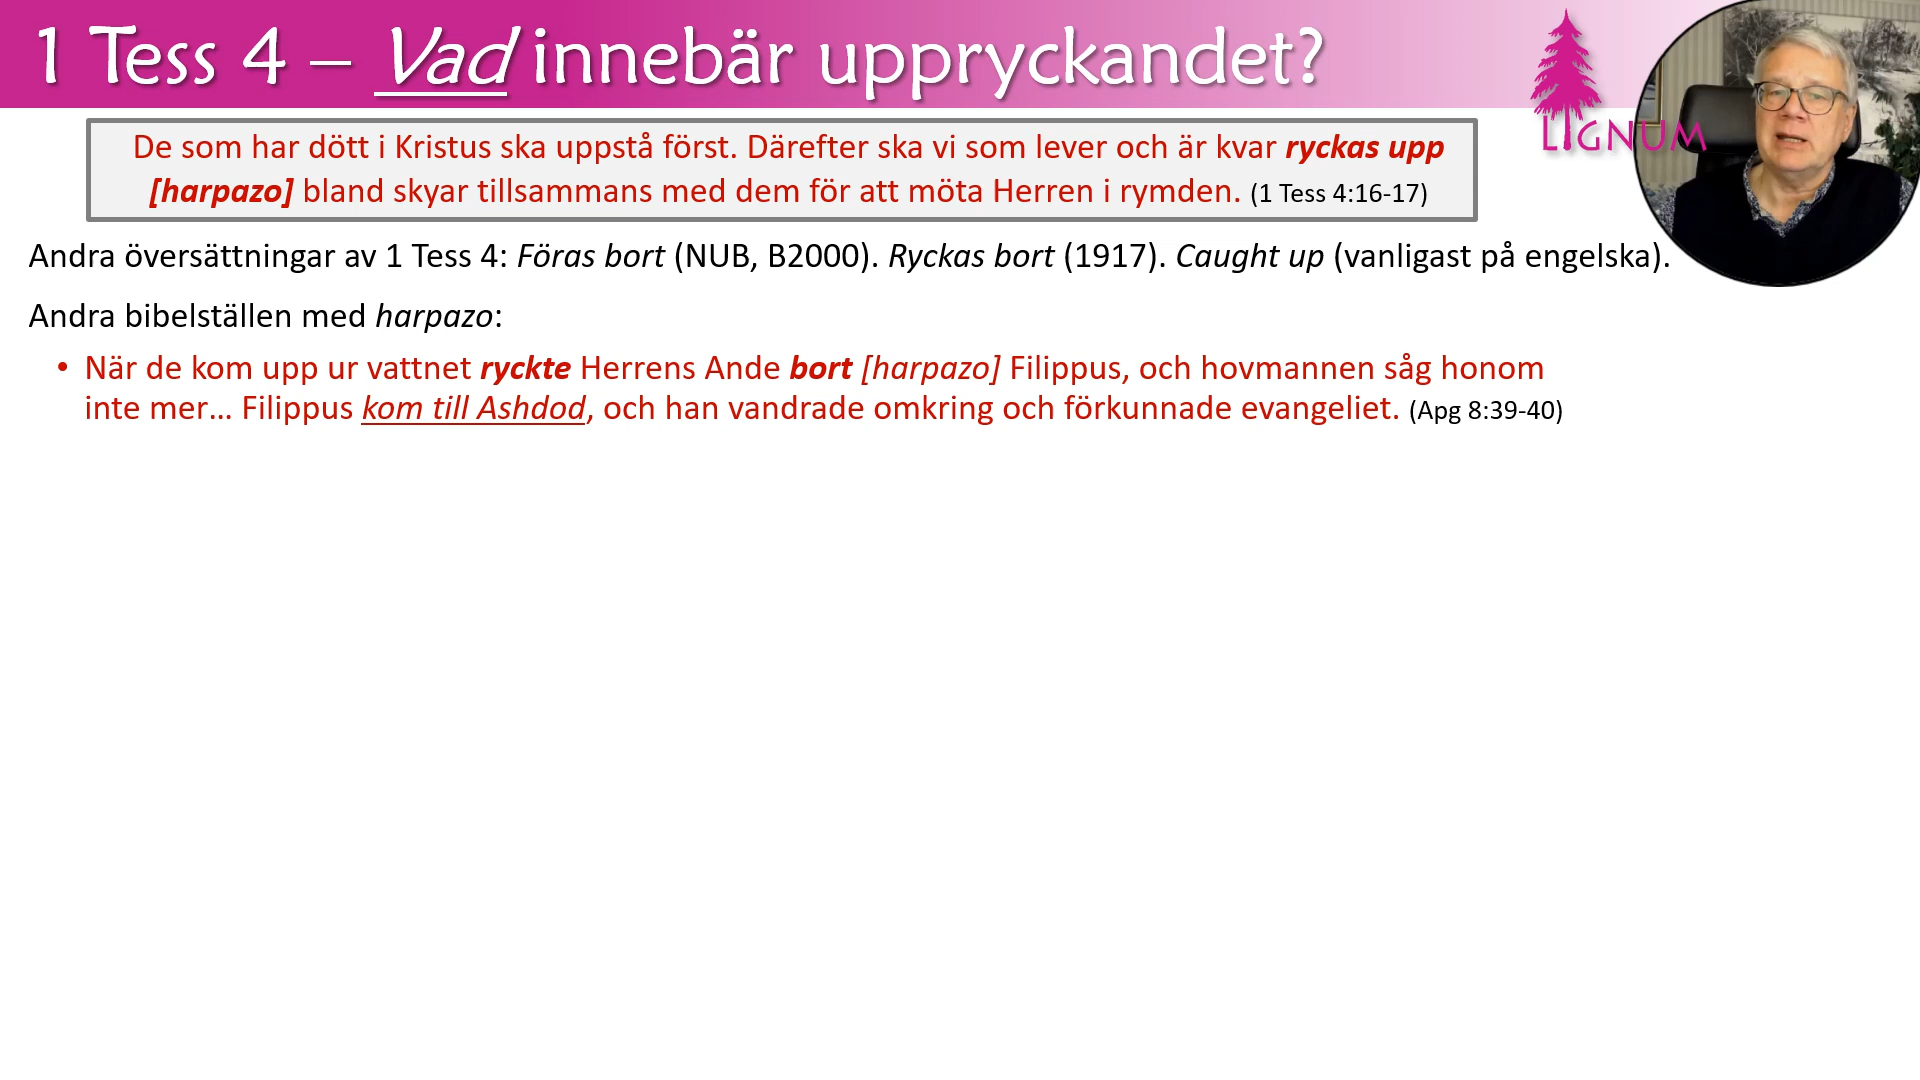 1 Tess 4 – Vad innebär uppryckandet?
LIGNUM
De som har dött i Kristus ska uppstå först. Därefter ska vi som lever och är kvar ryckas upp
[harpazo] bland skyar tillsammans med dem för att möta Herren i rymden. (1 Tess 4:16-17)
Andra översättningar av 1 Tess 4: Föras bort (NUB, B2000). Ryckas bort (1917). Caught up (vanligast på engelska).
Andra bibelställen med harpazo:
• När de kom upp ur vattnet ryckte Herrens Ande bort [harpazo] Filippus, och hovmannen såg honom
inte mer… Filippus kom till Ashdod, och han vandrade omkring och förkunnade evangeliet. (Apg 8:39-40)